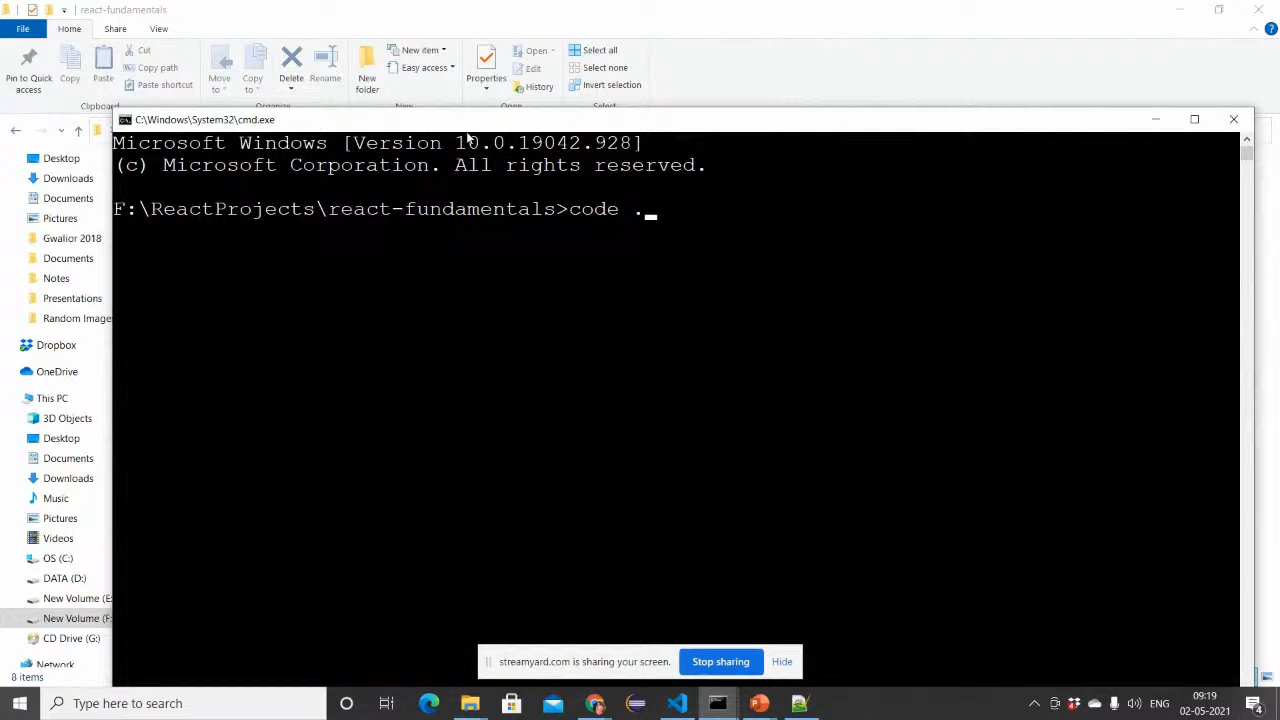 react-fundamentals
File
Home
Share
View
Pin to Quick
access
Copy
Paste
Cut
Copy path
Paste shortcut
Move
to
Copy
to
Delete
Rename
New
folder
New item
Easy access
Properties
Open
Edit
History
Select all
Select none
Invert selection
Organize
New
Open
Select
C:\Windows\System32\cmd.exe
Microsoft Windows [Version 10.0.19042.928]
(c) Microsoft Corporation. All rights reserved.
F:\ReactProjects\react-fundamentals>code .
Desktop
Downloads
Documents
Pictures
Gwalior 2018
Documents
Notes
Presentations
Random Image
Dropbox
OneDrive
This PC
3D Objects
Desktop
Documents
Downloads
Music
Pictures
Videos
OS (C:)
DATA (D:)
New Volume (E:
New Volume (F:
CD Drive (G:)
Network
8 items
streamyard.com is sharing your screen.
Stop sharing
Hide
Type here to search
ENG
09:19
02-05-2021
4